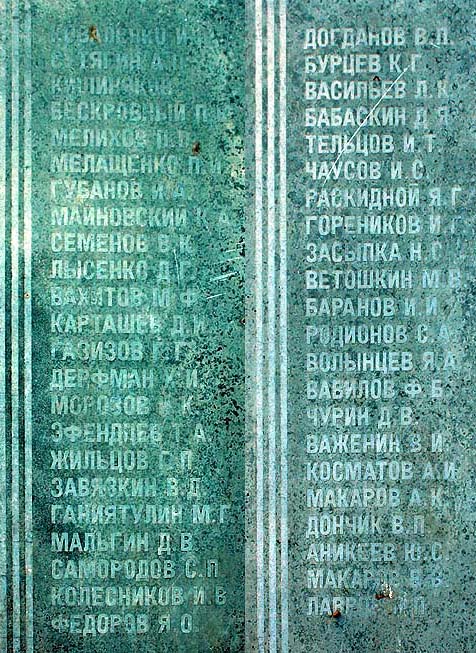 БЕСКРОВНЫЙ
МЕЛИХОВ
МЕЛАЩЕНКО
ГУБАНОВ
МАЙНОВСКИЙ К А
СЕМЕНОВ В К
ЛЫСЕНКО Д Г
ВАХИТОВ М Ф
КАРТАШЕВ Д И
ГАЗИЗОВ Г Г
ДЕРФМАН Х И
МОРОЗОВ К
ЭФЕНДИЕВ Т А
ЖИЛЬЦОВ С П
ЗАВЯЗКИН В Д
ГАНИЯТУЛИН М Г
МАЛЬГИН Д В
САМОРОДОВ С П
КОЛЕСНИКОВ И В
ФЕДОРОВ Я О
ДОГДАНОВ В.П.
БУРЦЕВ К.Г.
ВАСИЛЬЕВ Л.К.
БАБАСКИН Д Я
ТЕЛЬЦОВ И.Т.
ЧАУСОВ И.С.
РАСКИДНОЙ Я.Г
ГОРЕНИКОВ И.Г
ЗАСЫПКА Н.С
ВЕТОШКИН М.В
БАРАНОВ И.И
РОДИОНОВ С.А
ВОЛЫНЦЕВ Я.А
ВАВИЛОВ Ф.Б
ЧУРИН Д.В.
ВАЖЕНИН В.И.
КОСМАТОВ А.И
МАКАРОВ А.К
ДОНЧИК В.П
АНИКЕЕВ Ю.С